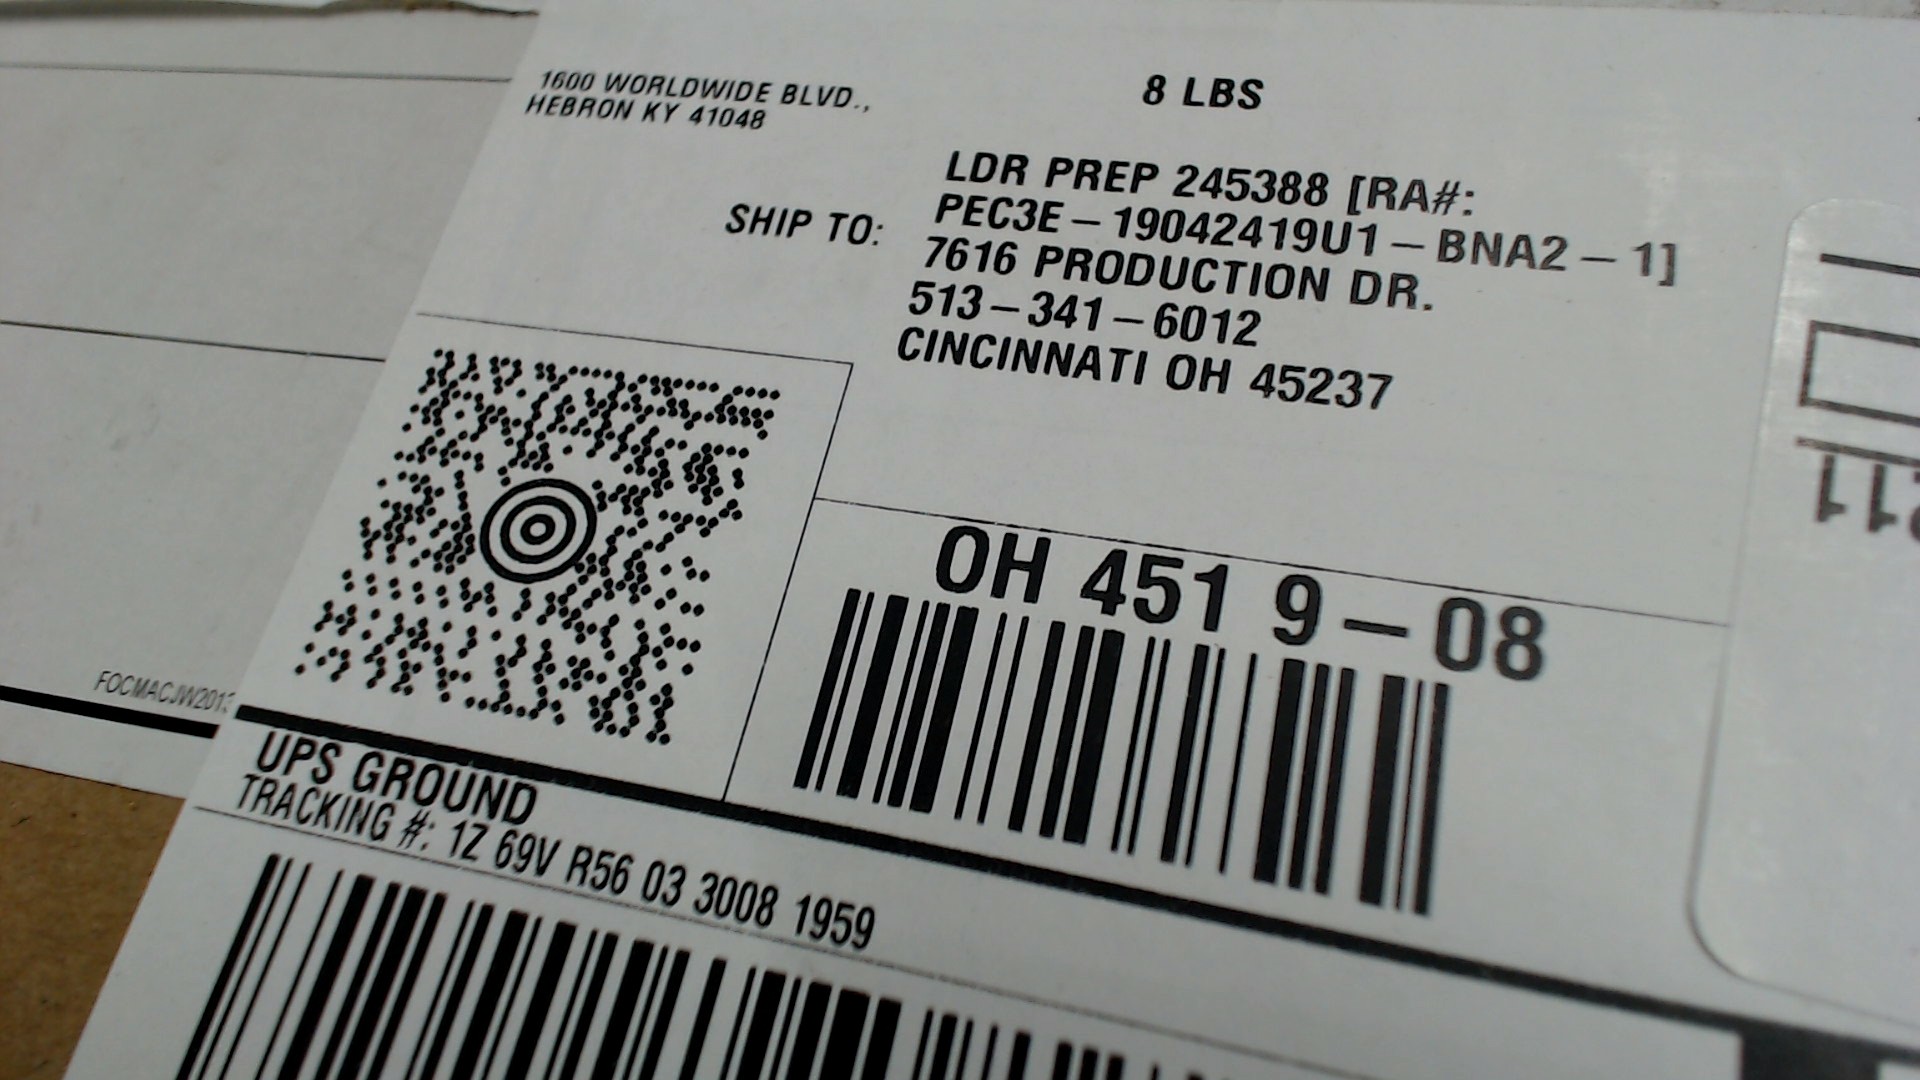 1600 WORLDWIDE BLVD.,
HEBRON KY 41048
8 LBS
SHIP TO:
LDR PREP 245388 [RA#:
PEC3E-19042419U1-BNA2-1]
7616 PRODUCTION DR.
513-341-6012
CINCINNATI OH 45237
OH 451 9-08
UPS GROUND
TRACKING #: 1Z 69V R56 03 3008 1959
FOCMACJW2013
11